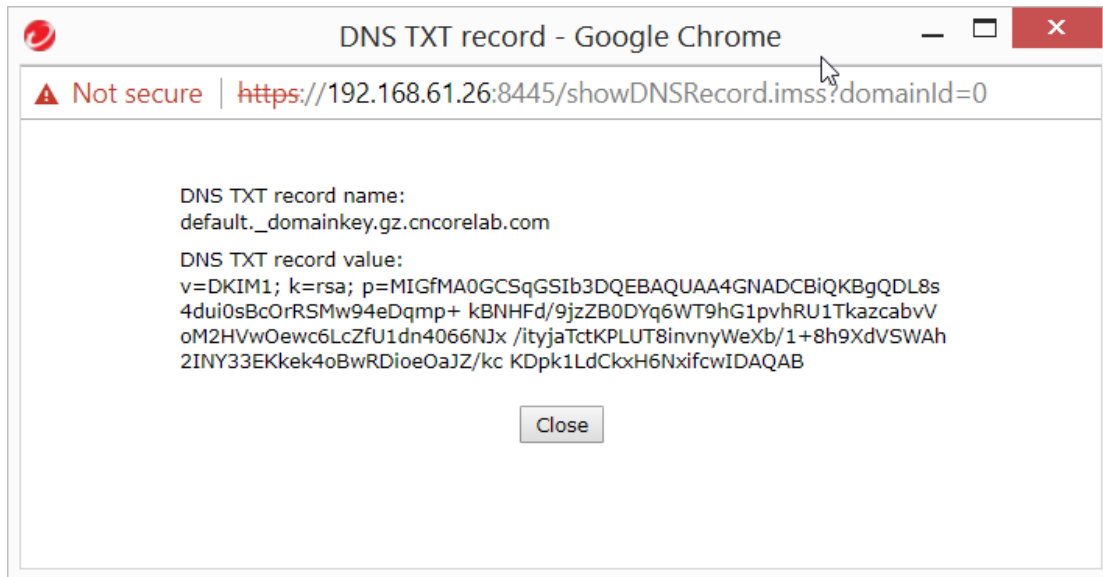 DNS TXT record - Google Chrome
Not secure | https://192.168.61.26:8445/showDNSRecord.imss?domainId=0
DNS TXT record name:
default._domainkey.gz.cncorelab.com
DNS TXT record value:
v=DKIM1; k=rsa; p=MIGfMA0GCSqGSIb3DQEBAQUAA4GNADCBiQKBgQDL8s
4dui0sBcOrRSMw94eDqmp+ kBNHFd/9jzZB0DYq6WT9hG1pvhRU1TkazcabvV
oM2HVwOewc6LcZfU1dn4066NJx /ityjaTctKPLUT8invnyWeXb/1+8h9XdVSWAh
2INY33EKkek4oBwRDioeOaJZ/kc KDpk1LdCkxH6NxifcwIDAQAB
Close